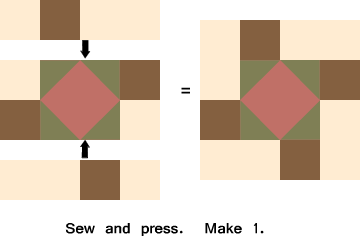 =
Sew and press. Make 1.